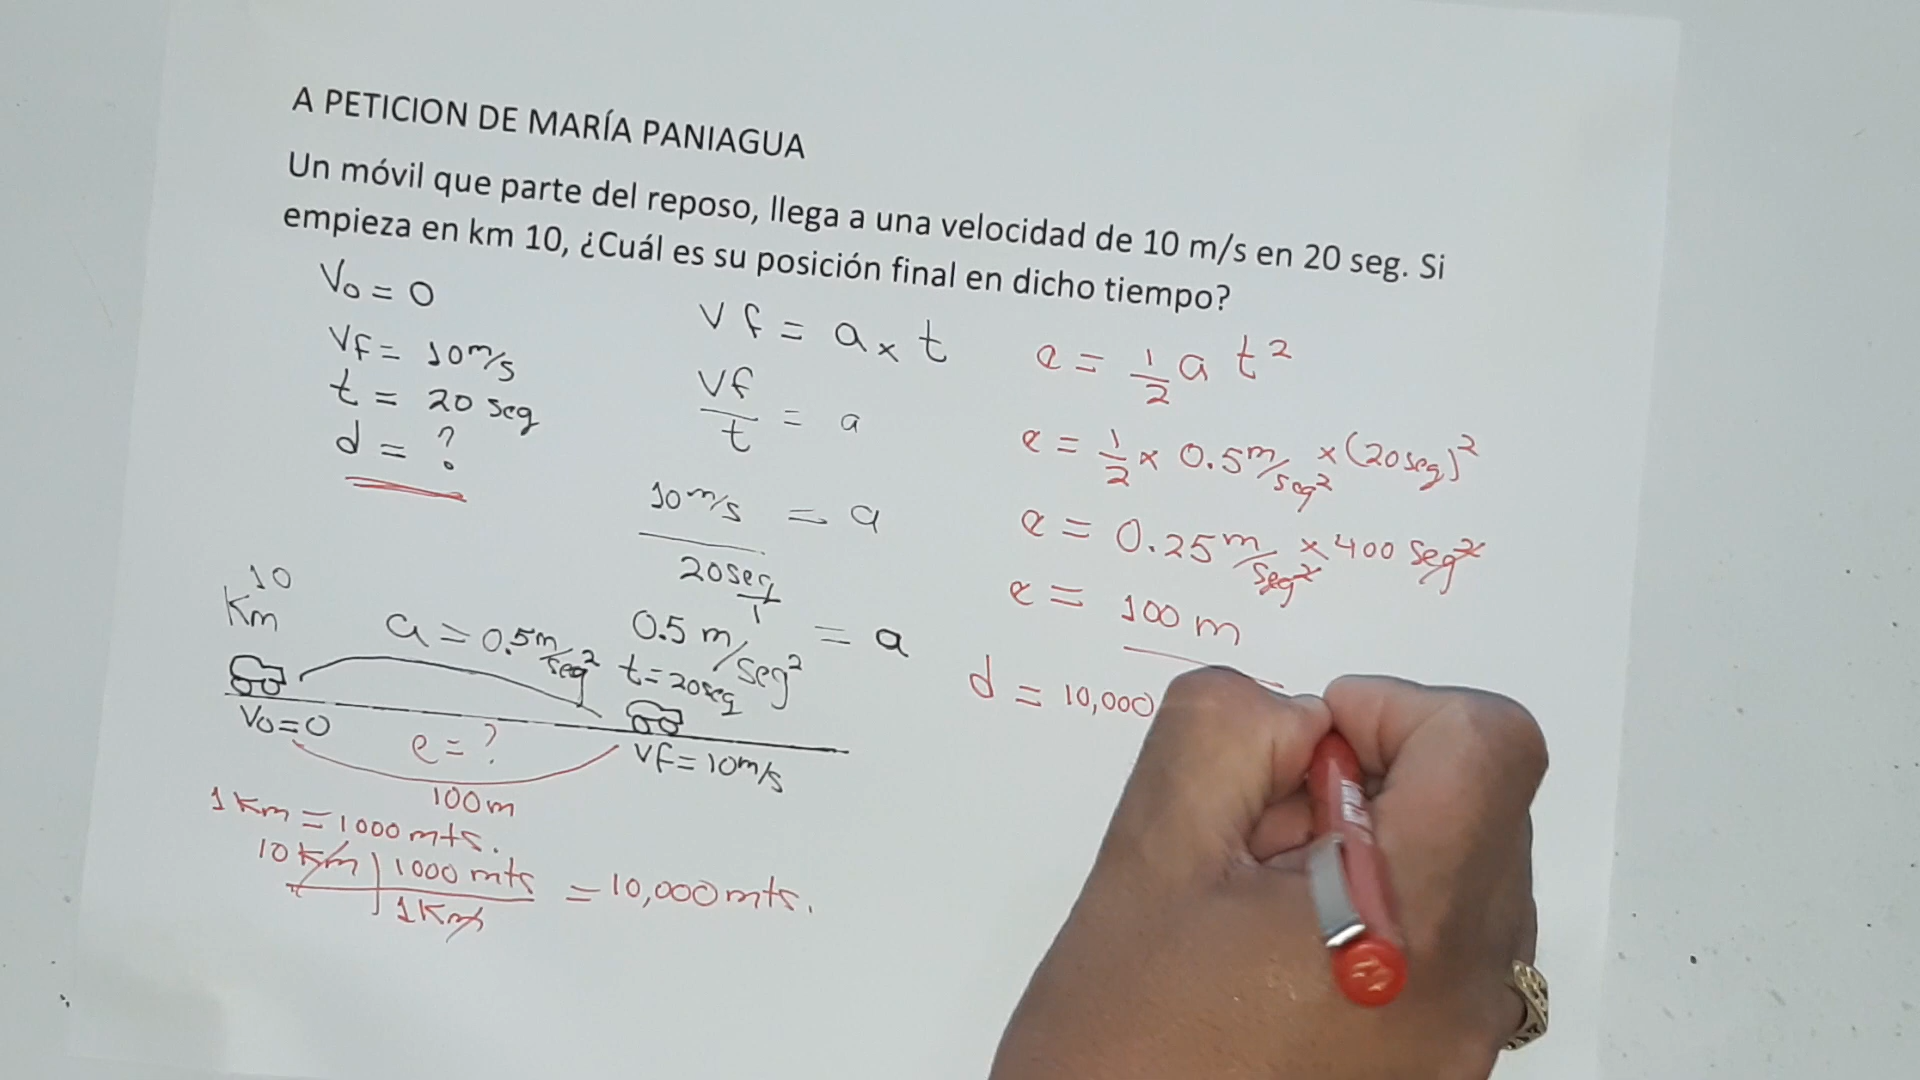 A PETICION DE MARÍA PANIAGUA
Un móvil que parte del reposo, llega a una velocidad de 10 m/s en 20 seg. Si
empieza en km 10, ¿Cuál es su posición final en dicho tiempo?
Vo = 0
Vf = 10 m/s
t = 20 seg
d = ?
Vf = a x t
Vf/t = a
10 m/s / 20 seg/1 = a
0.5 m/seg² = a
10
Km
a = 0.5 m/seg²
t = 20seg
Vo = 0
e = ?
Vf = 10 m/s
100 m
1 Km = 1000 mts.
10 Km | 1000 mts / 1 Km = 10,000 mts.
e = 1/2 a t²
e = 1/2 x 0.5 m/seg² x (20 seg)²
e = 0.25 m/seg² x 400 seg²
e = 100 m
d = 10,000